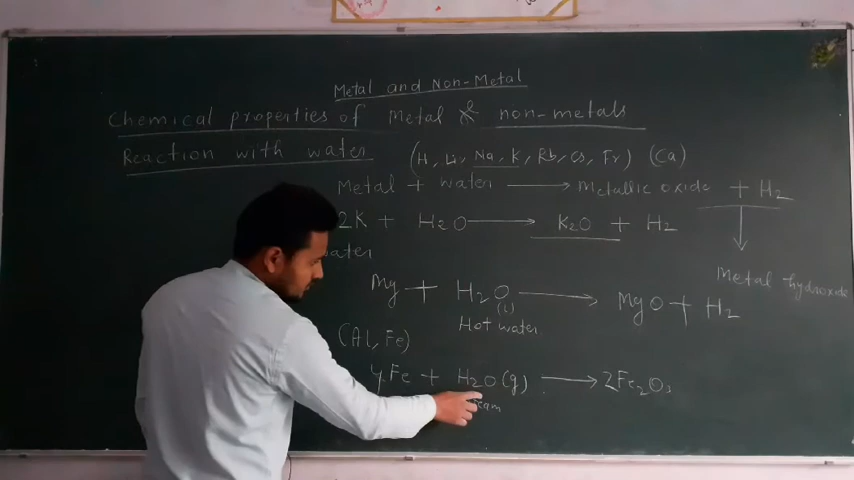 Metal and Non-Metal
Chemical properties of Metal & non-metals
Reaction with water (H, Li, Na, K, Rb, Cs, Fr) (Ca)
Metal + water → Metallic oxide + H2
2K + H2O → K2O + H2
water
Metal hydroxide
Mg + H2O (l) → MgO + H2
Hot water
(Al, Fe)
4Fe + H2O (g) → 2Fe2O3